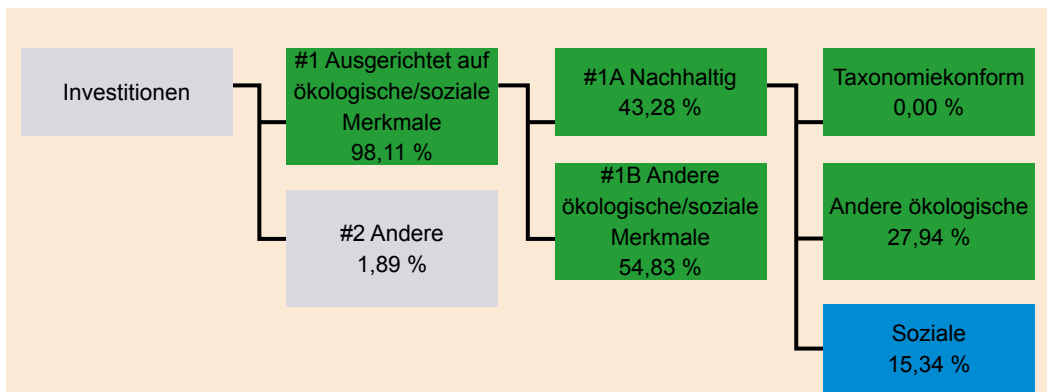 Investitionen
#1 Ausgerichtet auf
ökologische/soziale
Merkmale
98,11 %
#2 Andere
1,89 %
#1A Nachhaltig
43,28 %
#1B Andere
ökologische/soziale
Merkmale
54,83 %
Taxonomiekonform
0,00 %
Andere ökologische
27,94 %
Soziale
15,34 %